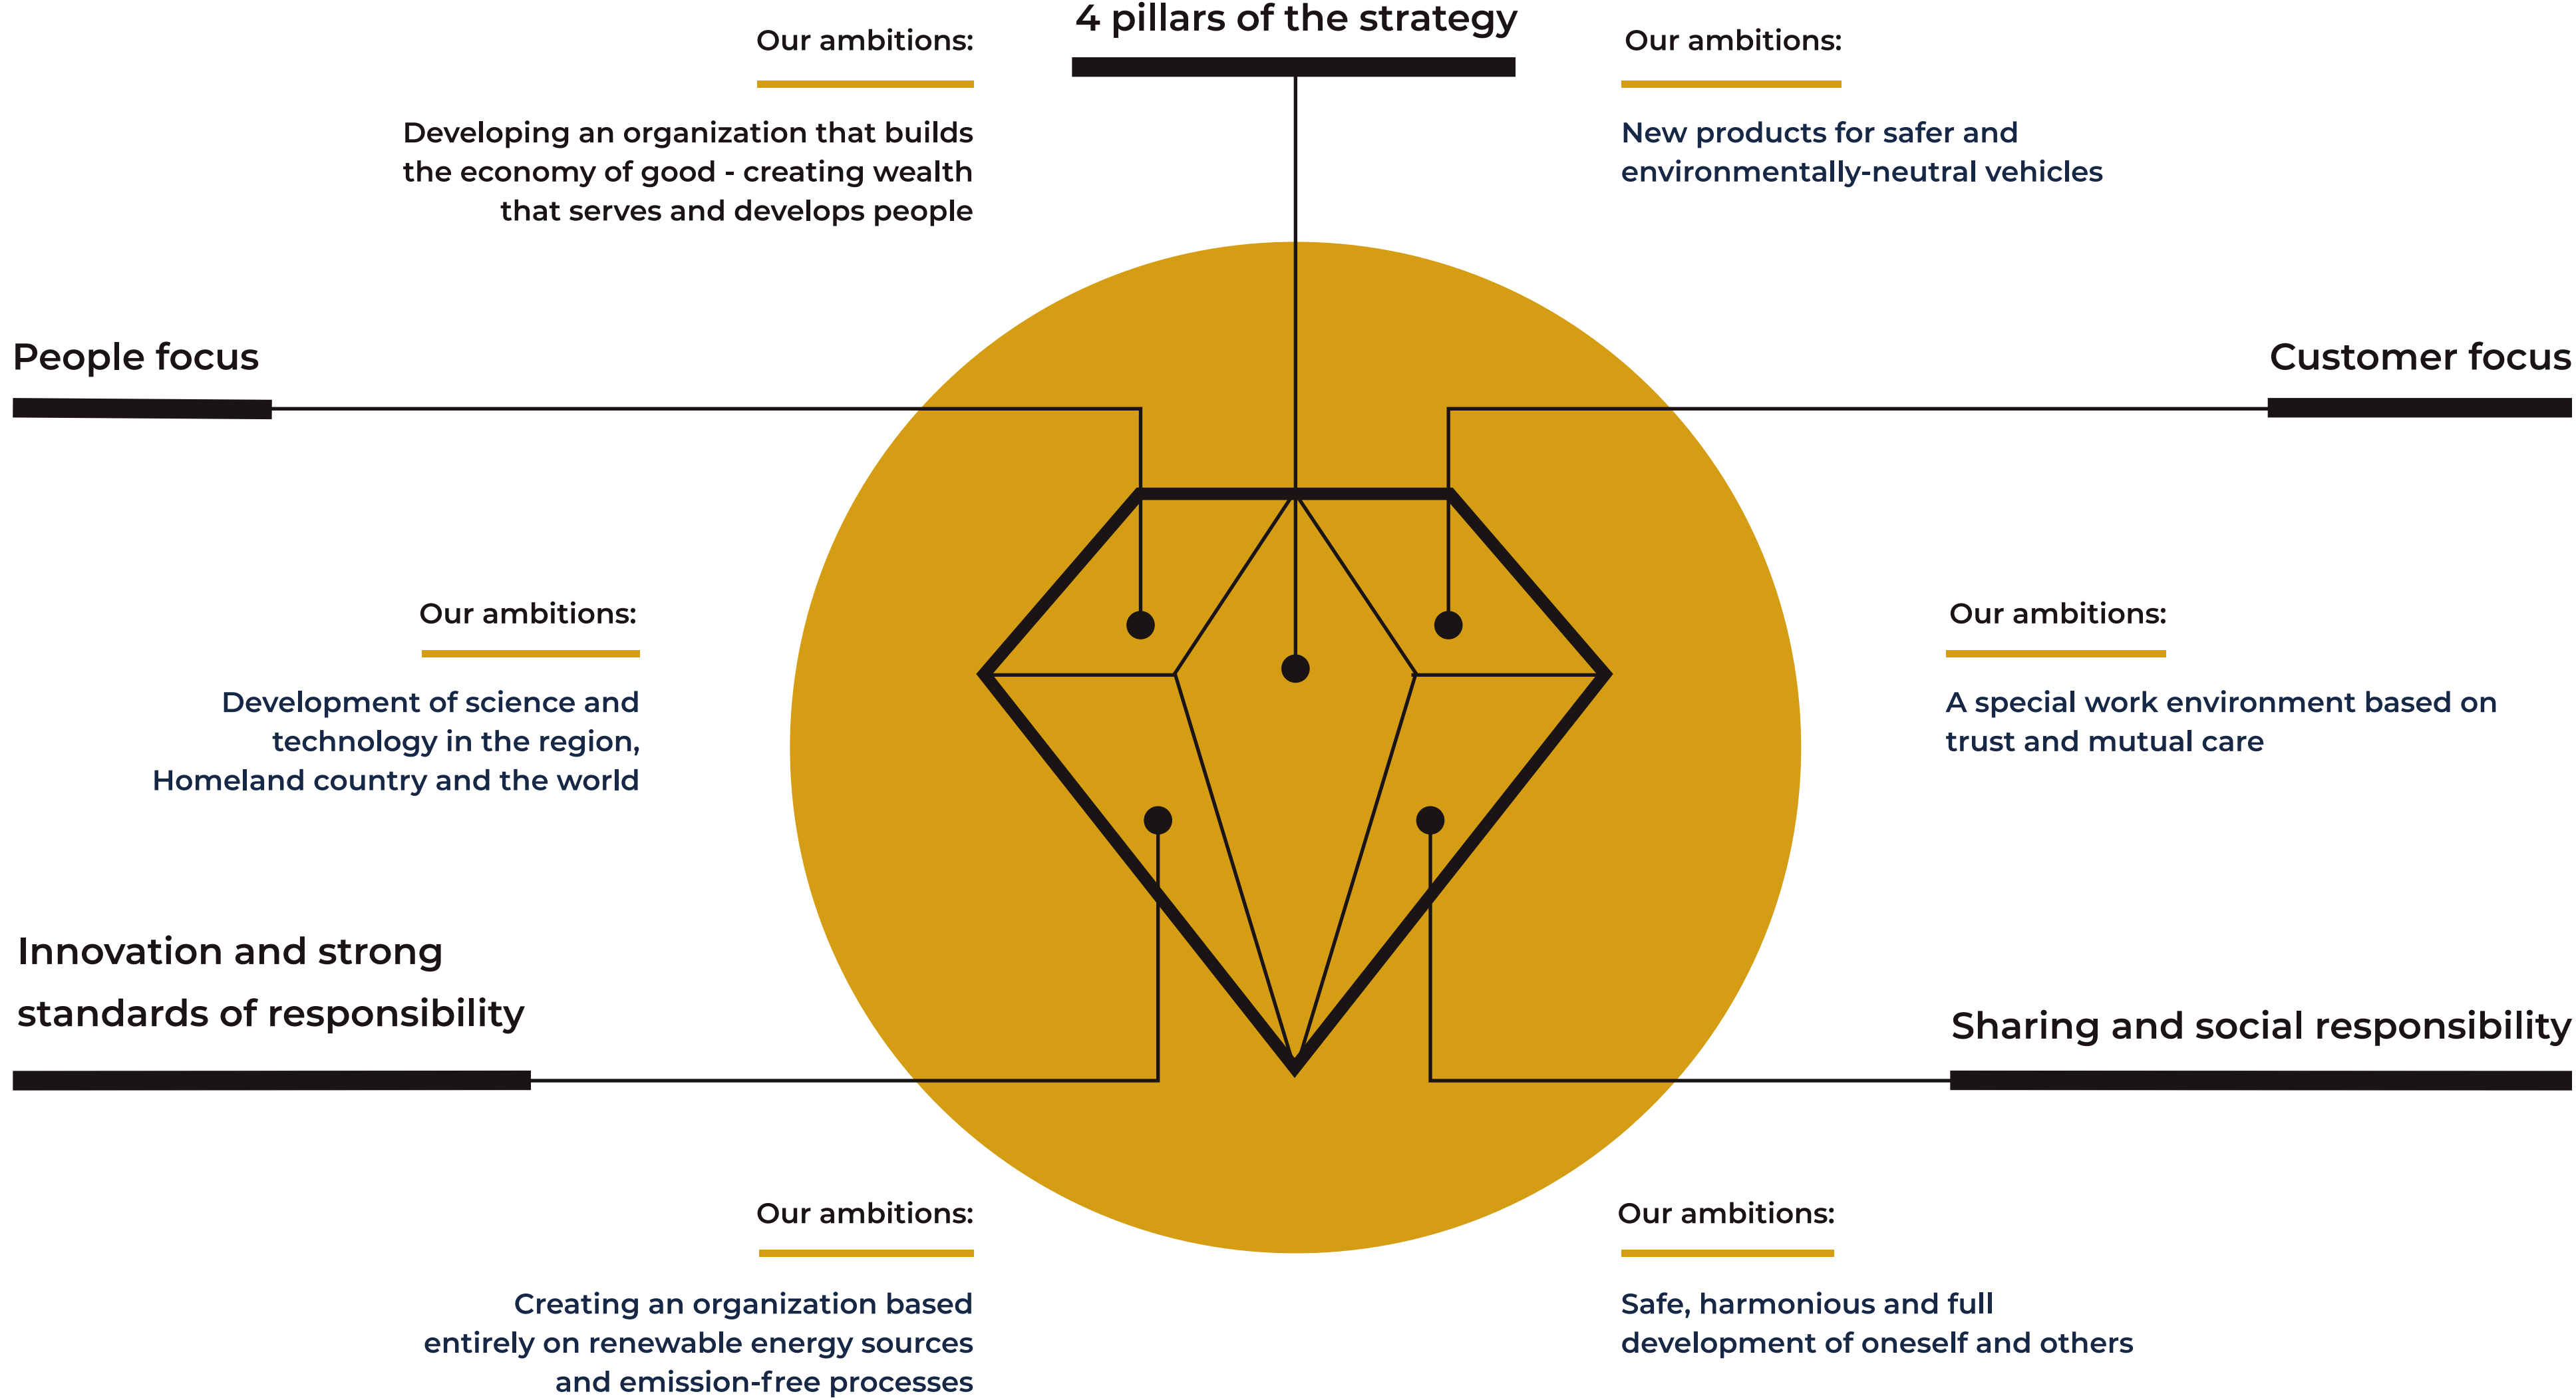 4 pillars of the strategy
Our ambitions:
Developing an organization that builds
the economy of good - creating wealth
that serves and develops people
Our ambitions:
New products for safer and
environmentally-neutral vehicles
People focus
Customer focus
Our ambitions:
Development of science and
technology in the region,
Homeland country and the world
Our ambitions:
A special work environment based on
trust and mutual care
Innovation and strong
standards of responsibility
Sharing and social responsibility
Our ambitions:
Creating an organization based
entirely on renewable energy sources
and emission-free processes
Our ambitions:
Safe, harmonious and full
development of oneself and others